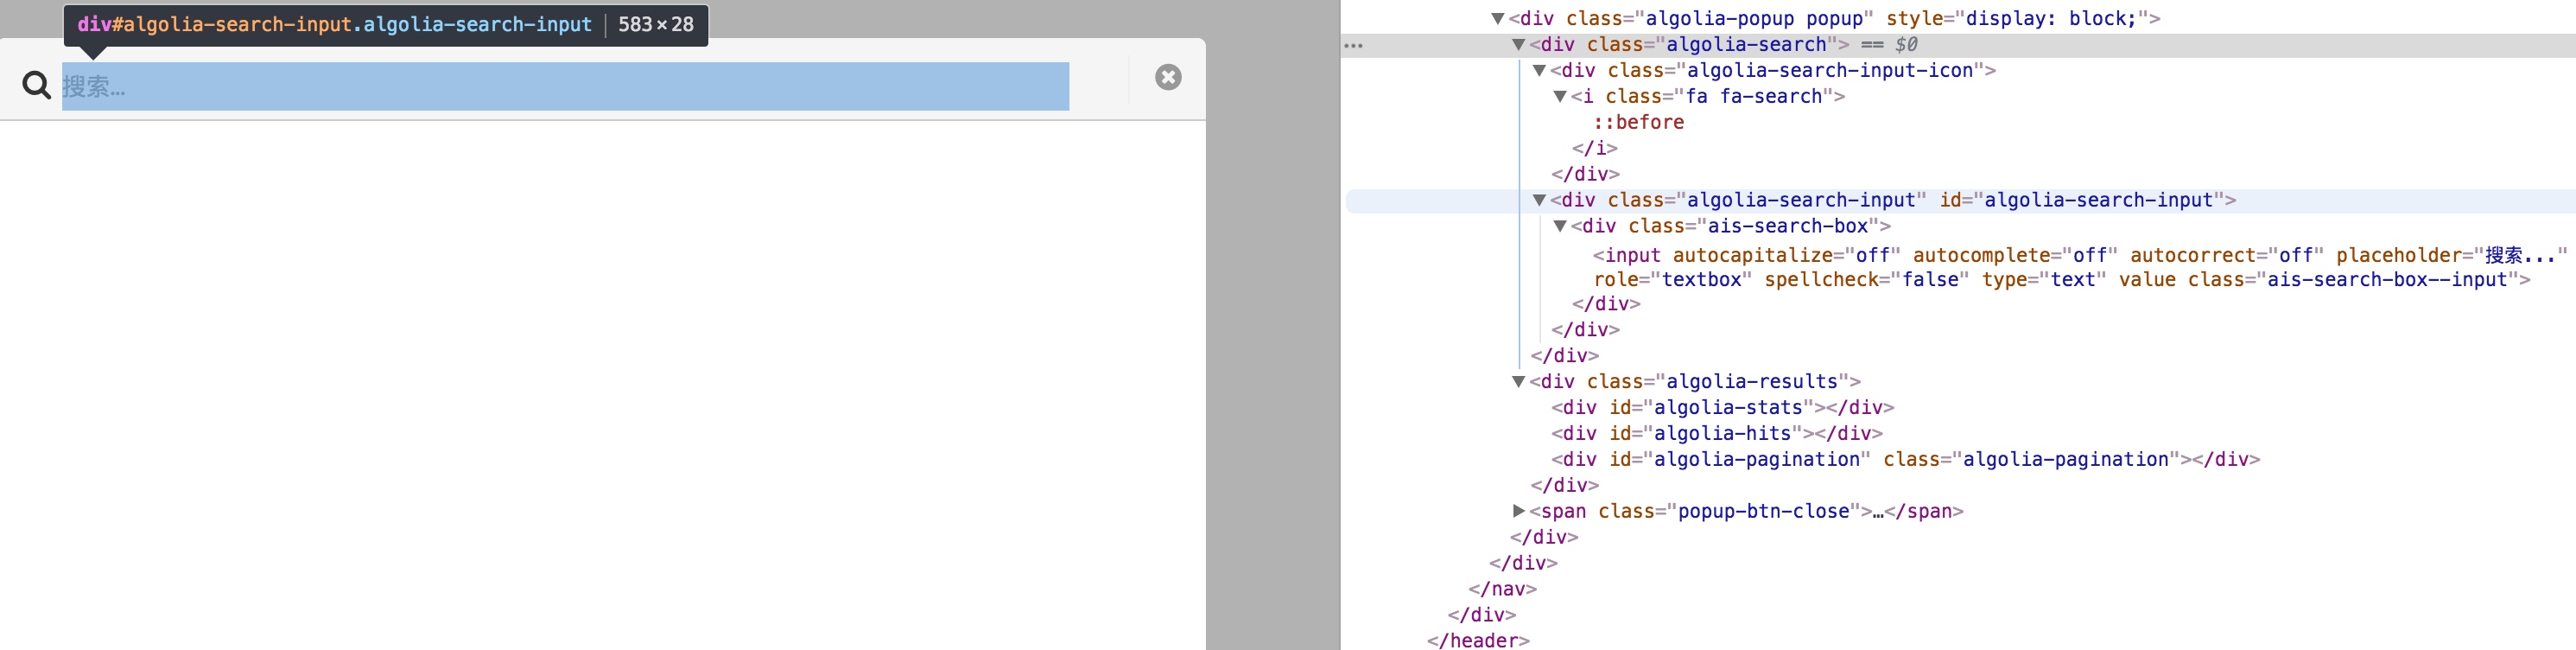 div#algolia-search-input.algolia-search-input | 583×28
搜索...
▼<div class="algolia-popup popup" style="display: block;">
... ▼<div class="algolia-search"> == $0
▼<div class="algolia-search-input-icon">
▼<i class="fa fa-search">
::before
</i>
</div>
▼<div class="algolia-search-input" id="algolia-search-input">
▼<div class="ais-search-box">
<input autocapitalize="off" autocomplete="off" autocorrect="off" placeholder="搜索..."
role="textbox" spellcheck="false" type="text" value class="ais-search-box--input">
</div>
</div>
</div>
▼<div class="algolia-results">
<div id="algolia-stats"></div>
<div id="algolia-hits"></div>
<div id="algolia-pagination" class="algolia-pagination"></div>
</div>
▶<span class="popup-btn-close">…</span>
</div>
</div>
</nav>
</div>
</header>